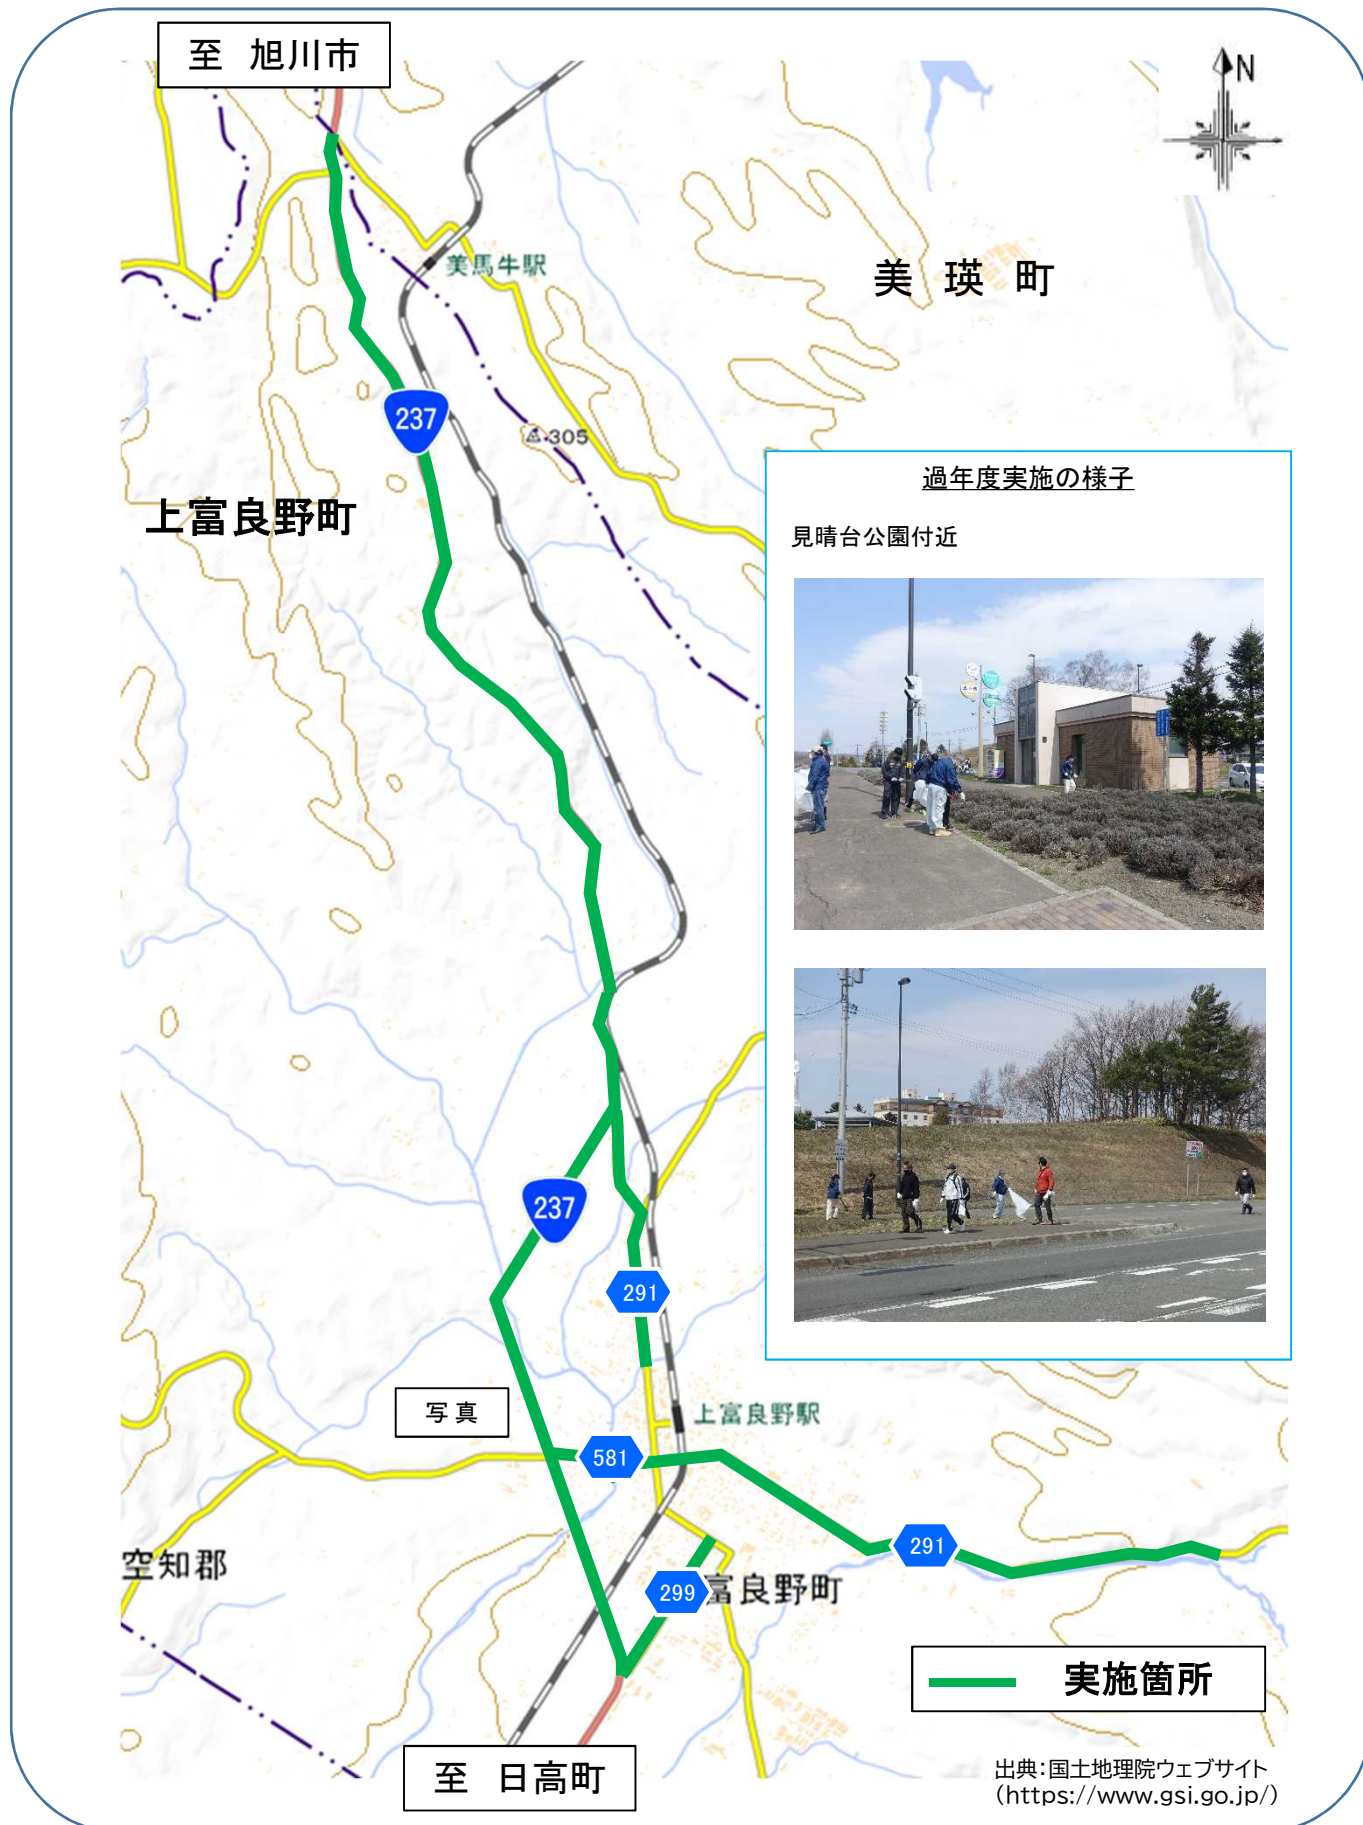 至 旭川市
N
美馬牛駅
美瑛町
237
305
過年度実施の様子
上富良野町
見晴台公園付近
237
291
写真
上富良野駅
581
291
空知郡
299
富良野町
実施箇所
至 日高町
出典：国土地理院ウェブサイト
（https://www.gsi.go.jp/）